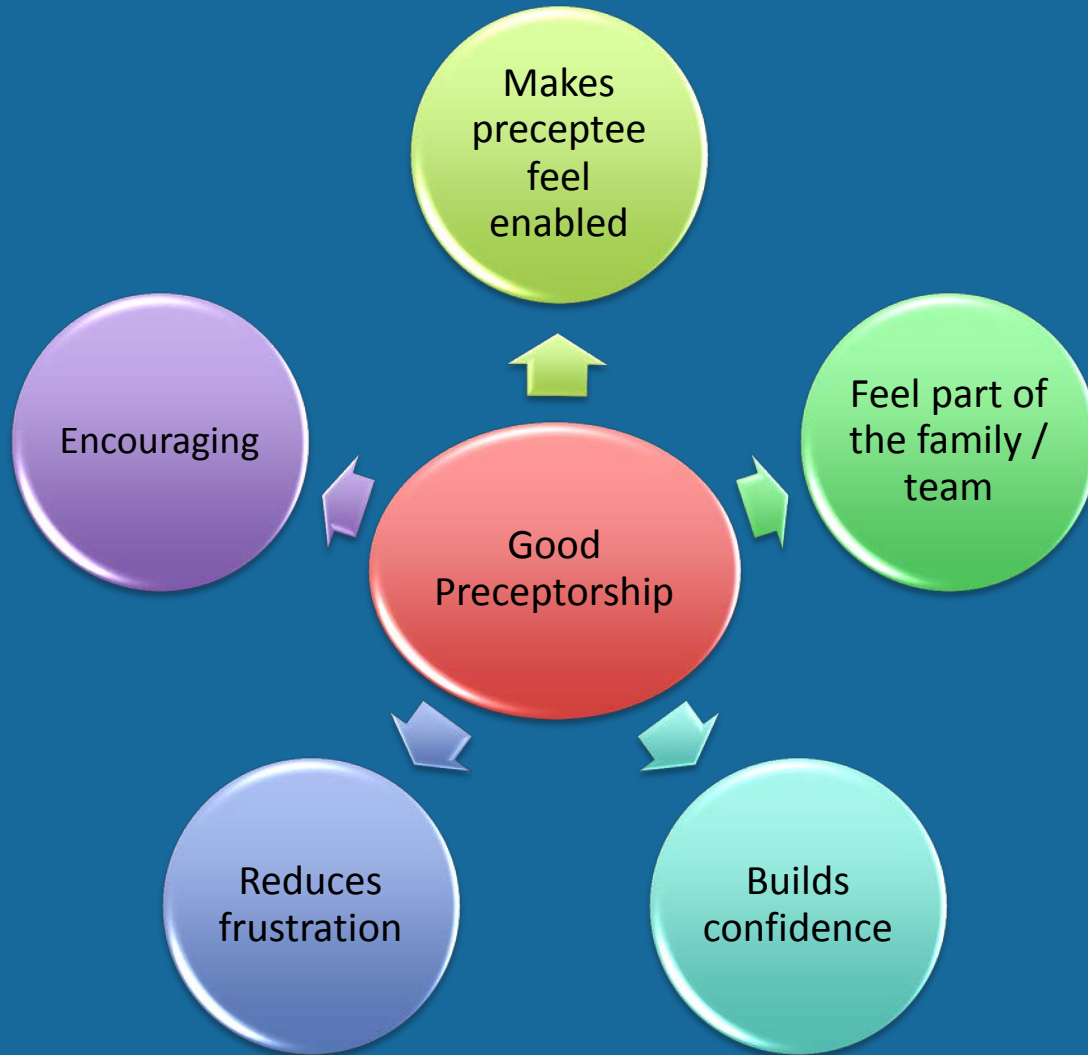 Makes
preceptee
feel
enabled
Encouraging
Feel part of
the family /
team
Good
Preceptorship
Reduces
frustration
Builds
confidence